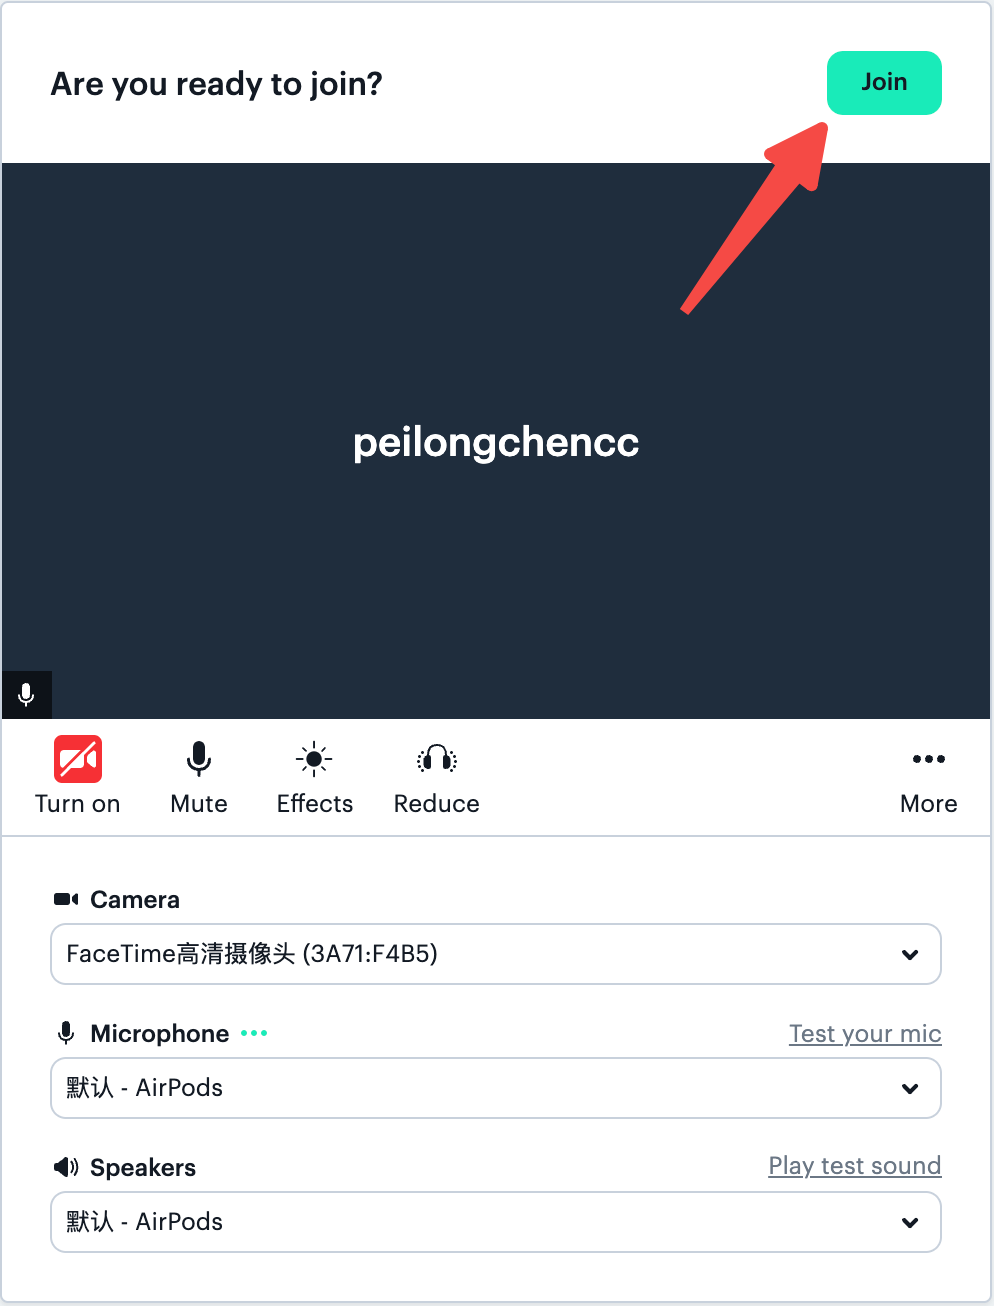 Are you ready to join?
Join
peilongchencc
Turn on
Mute
Effects
Reduce
More
Camera
FaceTime高清摄像头 (3A71:F4B5)
Microphone
Test your mic
默认 - AirPods
Speakers
Play test sound
默认 - AirPods